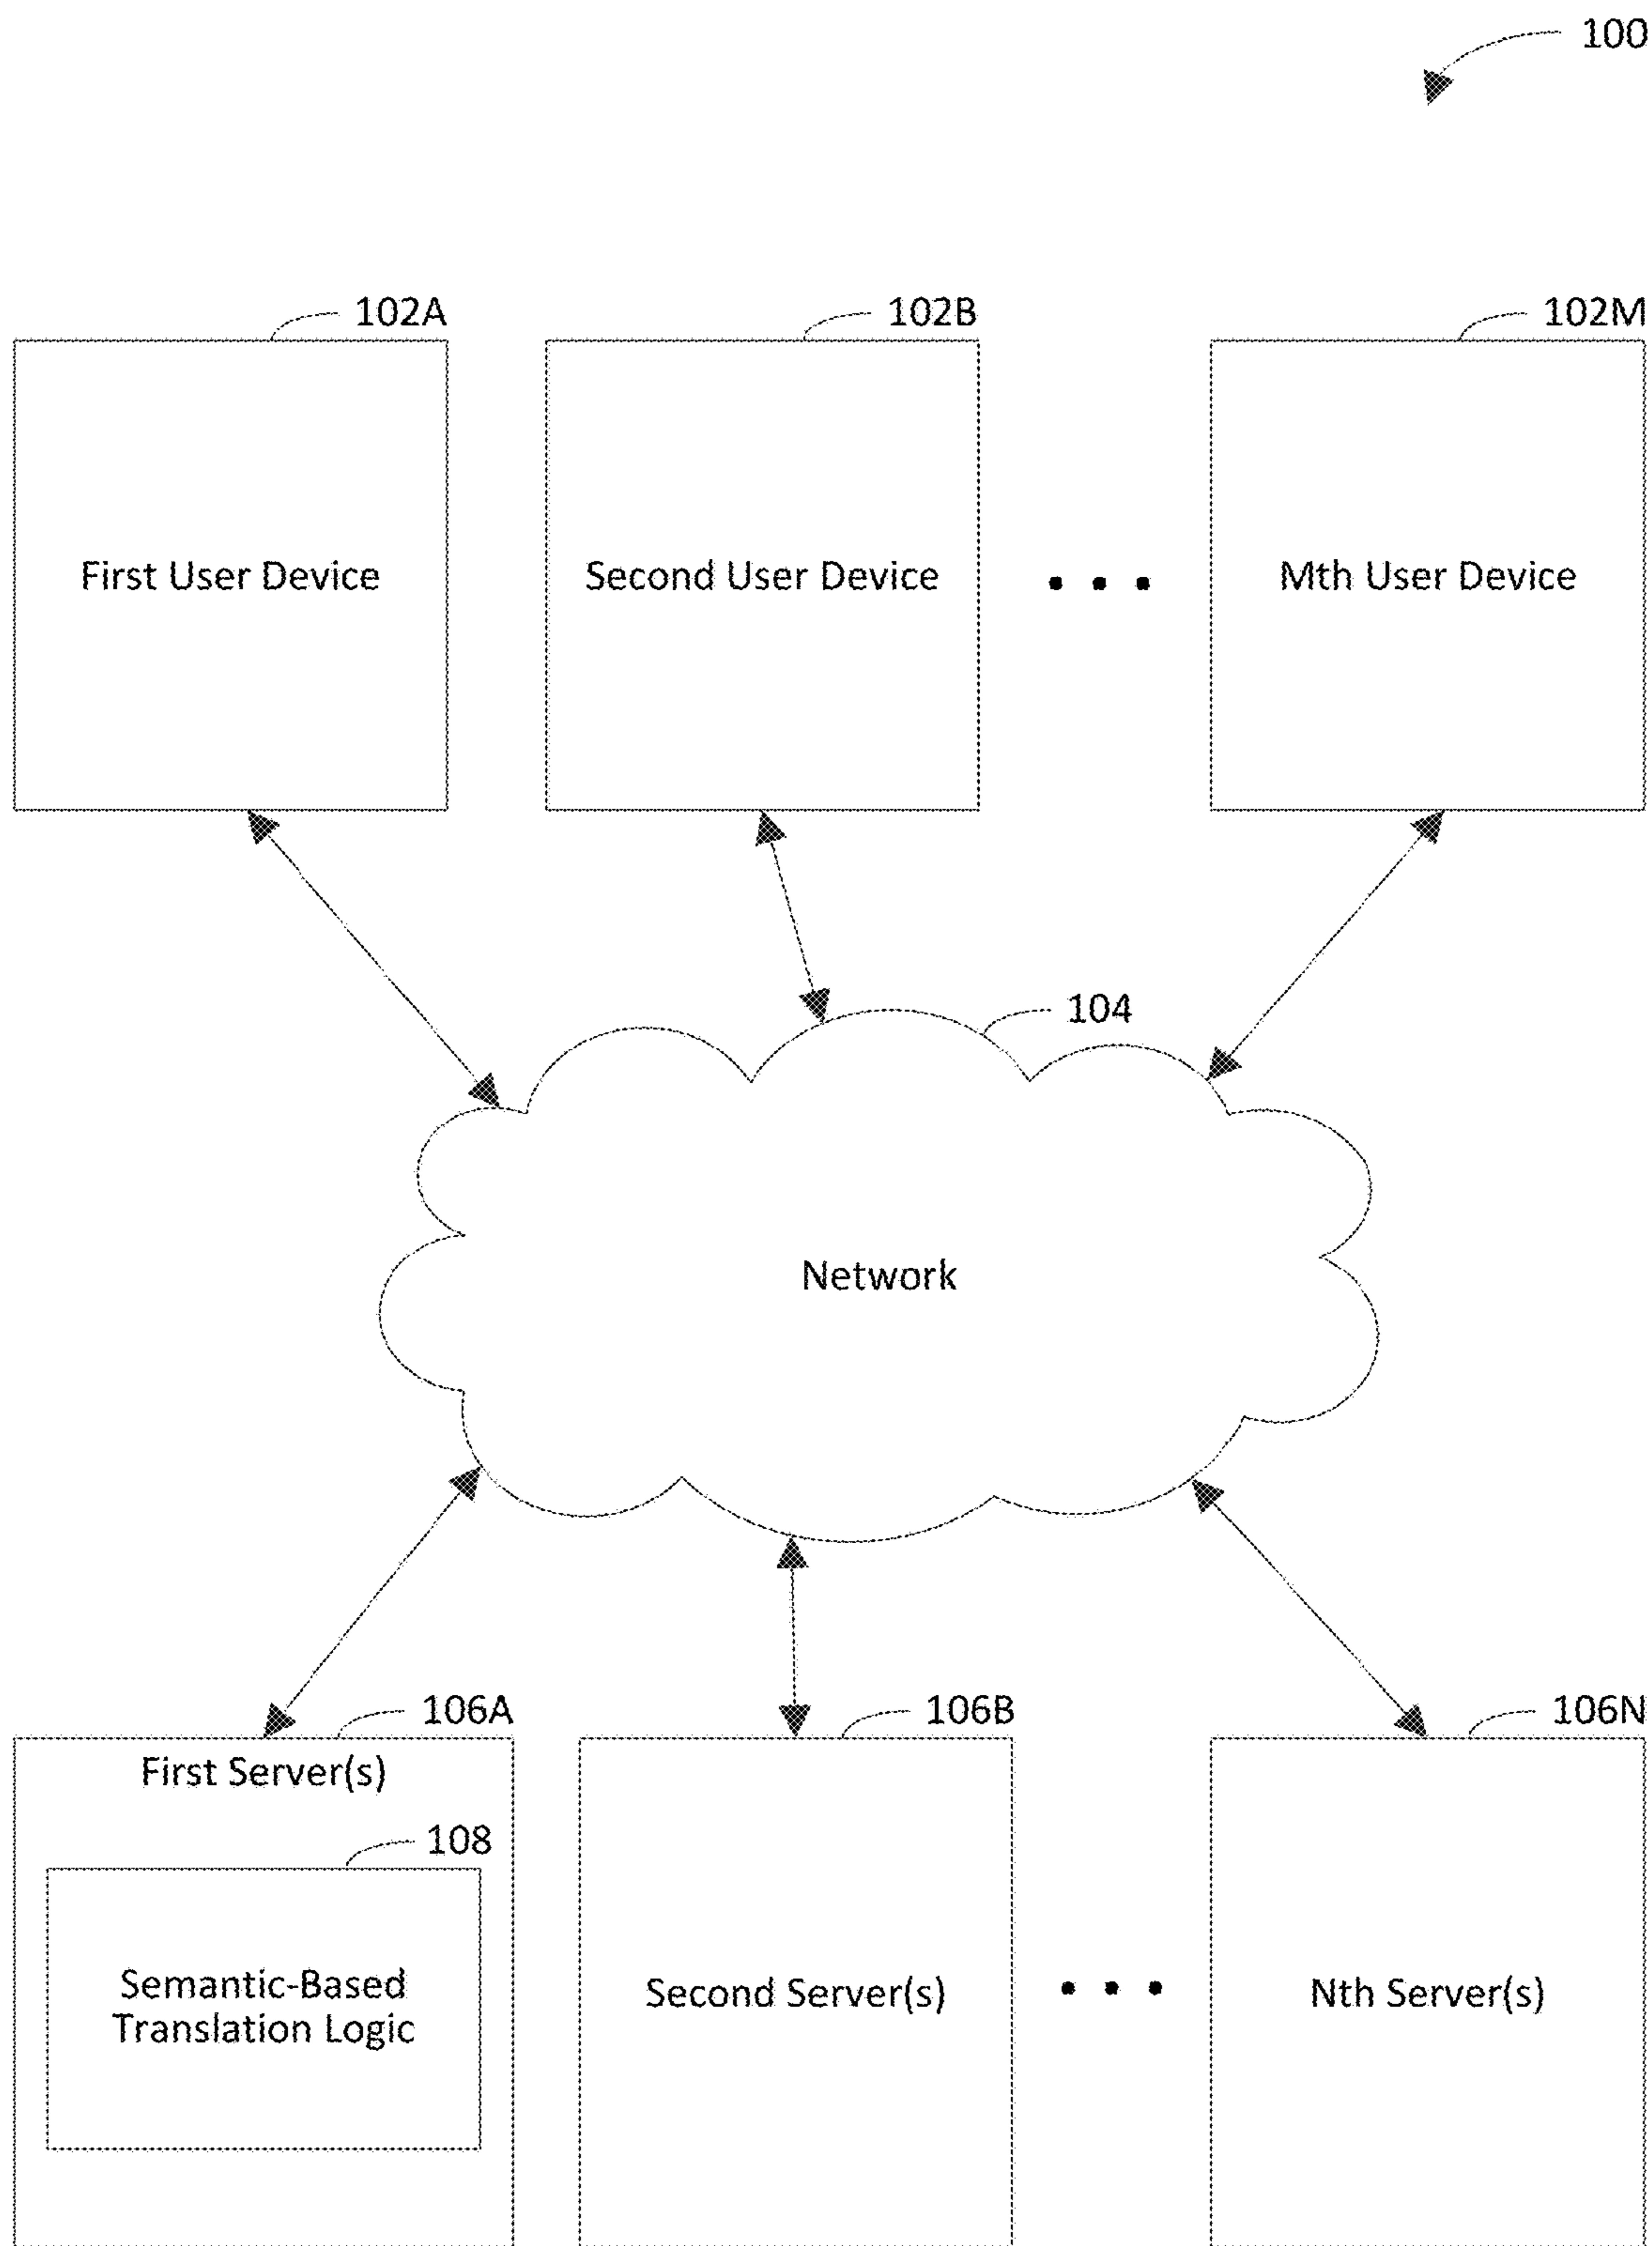 100
102A
102B
102M
First User Device
Second User Device
• • •
Mth User Device
104
Network
106A
106B
106N
First Server(s)
108
Semantic-Based
Translation Logic
Second Server(s)
• • •
Nth Server(s)